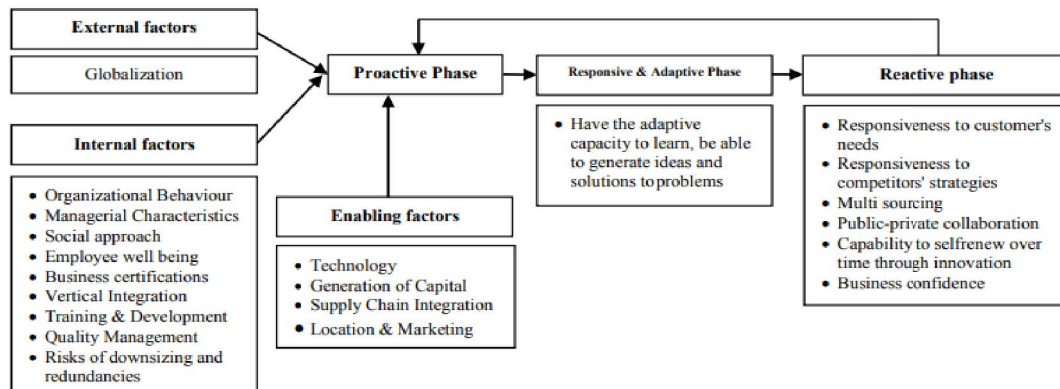 External factors
Globalization
Internal factors
• Organizational Behaviour
• Managerial Characteristics
• Social approach
• Employee well being
• Business certifications
• Vertical Integration
• Training & Development
• Quality Management
• Risks of downsizing and
redundancies
Proactive Phase
Enabling factors
• Technology
• Generation of Capital
• Supply Chain Integration
• Location & Marketing
Responsive & Adaptive Phase
• Have the adaptive
capacity to learn, be able
to generate ideas and
solutions to problems
Reactive phase
• Responsiveness to customer's
needs
• Responsiveness to
competitors' strategies
• Multi sourcing
• Public-private collaboration
• Capability to selfrenew over
time through innovation
• Business confidence